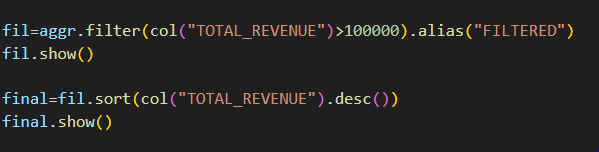 fil=aggr.filter(col("TOTAL_REVENUE")>100000).alias("FILTERED")
fil.show()
final=fil.sort(col("TOTAL_REVENUE").desc())
final.show()